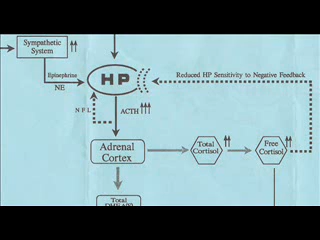 Sympathetic
System
Epinephrine
NE
HP
Reduced HP Sensitivity to Negative Feedback
N F L
ACTH
Adrenal
Cortex
Total
Cortisol
Free
Cortisol
Total